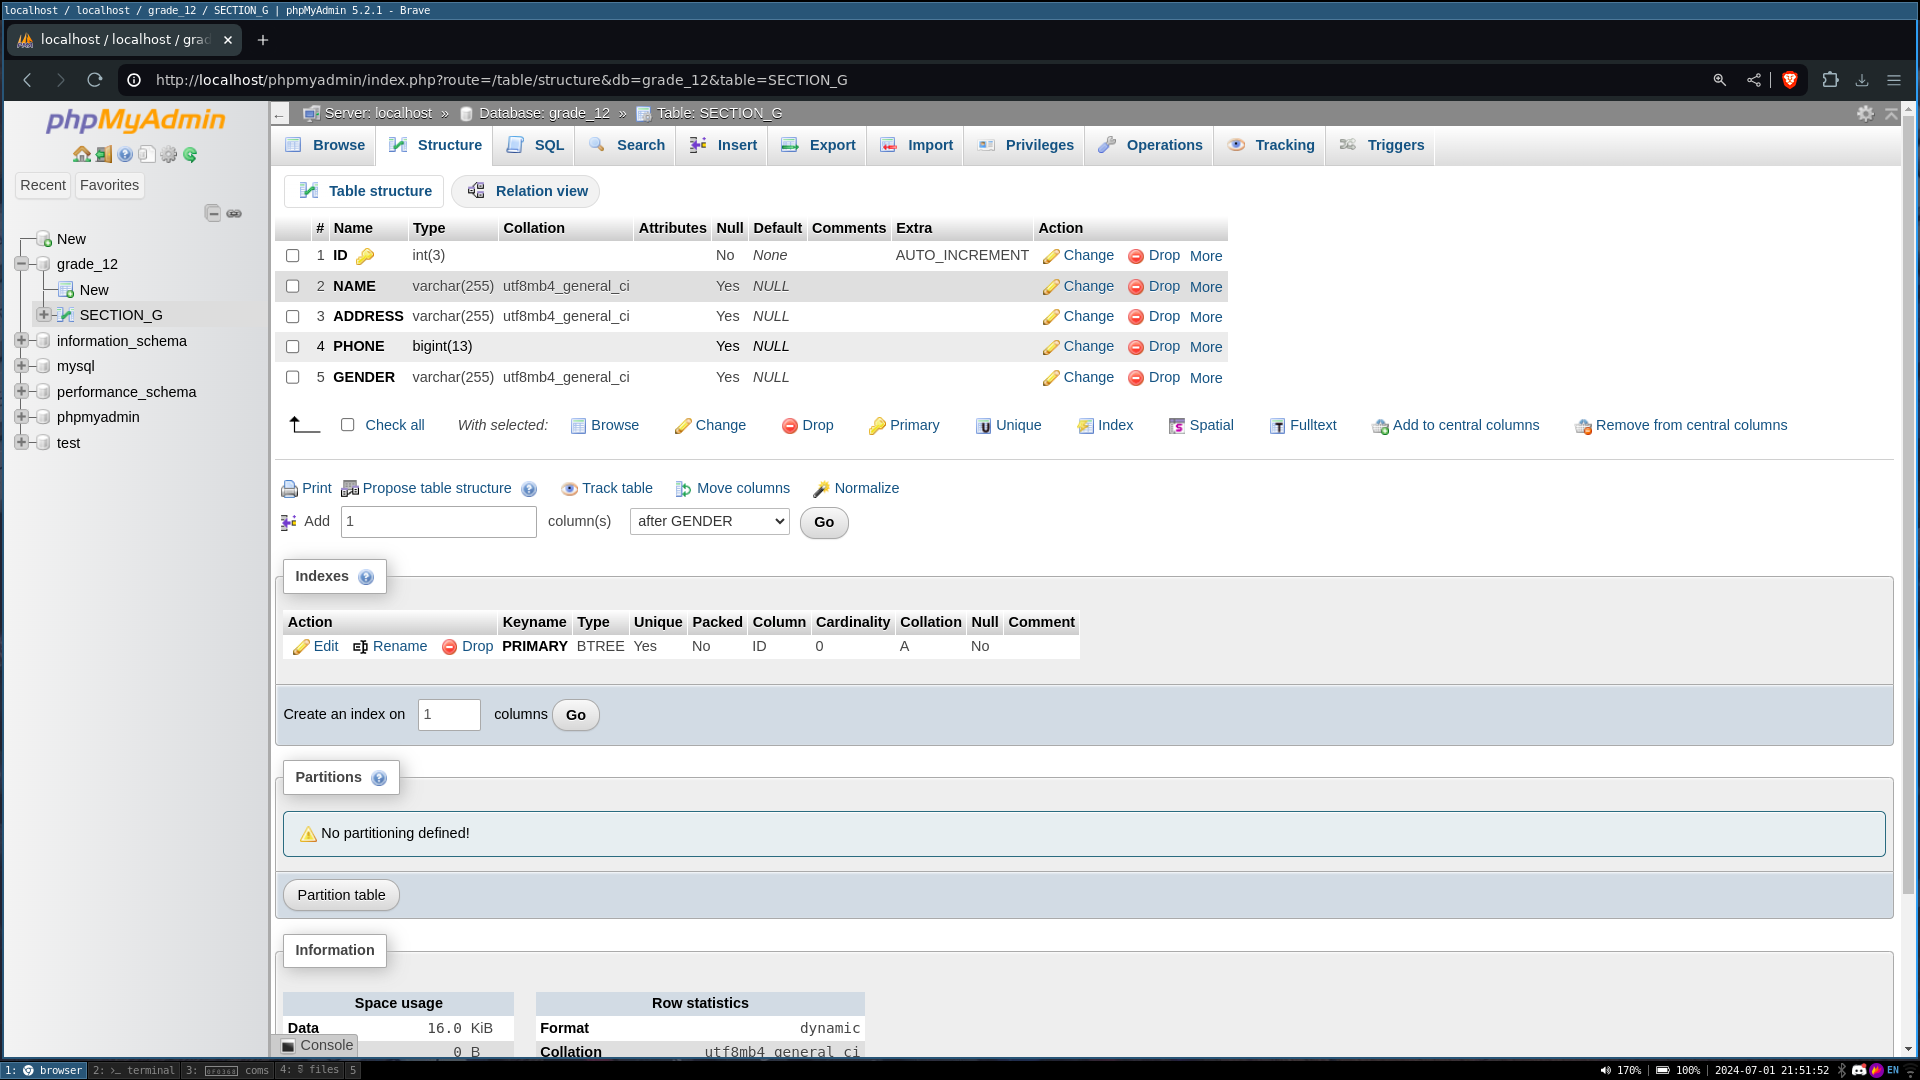 localhost / localhost / grade_12 / SECTION_G | phpMyAdmin 5.2.1 - Brave
localhost / localhost / grad
http://localhost/phpmyadmin/index.php?route=/table/structure&db=grade_12&table=SECTION_G
phpMyAdmin
Recent Favorites
New
grade_12
New
SECTION_G
information_schema
mysql
performance_schema
phpmyadmin
test
Server: localhost » Database: grade_12 » Table: SECTION_G
Browse Structure SQL Search Insert Export Import Privileges Operations Tracking Triggers
Table structure Relation view
# Name Type Collation Attributes Null Default Comments Extra Action
1 ID int(3) No None AUTO_INCREMENT Change Drop More
2 NAME varchar(255) utf8mb4_general_ci Yes NULL Change Drop More
3 ADDRESS varchar(255) utf8mb4_general_ci Yes NULL Change Drop More
4 PHONE bigint(13) Yes NULL Change Drop More
5 GENDER varchar(255) utf8mb4_general_ci Yes NULL Change Drop More
Check all With selected: Browse Change Drop Primary Unique Index Spatial Fulltext Add to central columns Remove from central columns
Print Propose table structure Track table Move columns Normalize
Add 1 column(s) after GENDER Go
Indexes
Action Keyname Type Unique Packed Column Cardinality Collation Null Comment
Edit Rename Drop PRIMARY BTREE Yes No ID 0 A No
Create an index on 1 columns Go
Partitions
No partitioning defined!
Partition table
Information
Space usage Row statistics
Data 16.0 KiB Format dynamic
0 B Collation utf8mb4_general_ci
Console
1: browser 2: >_ terminal 3: coms 4: files 5 170% 100% 2024-07-01 21:51:52 EN